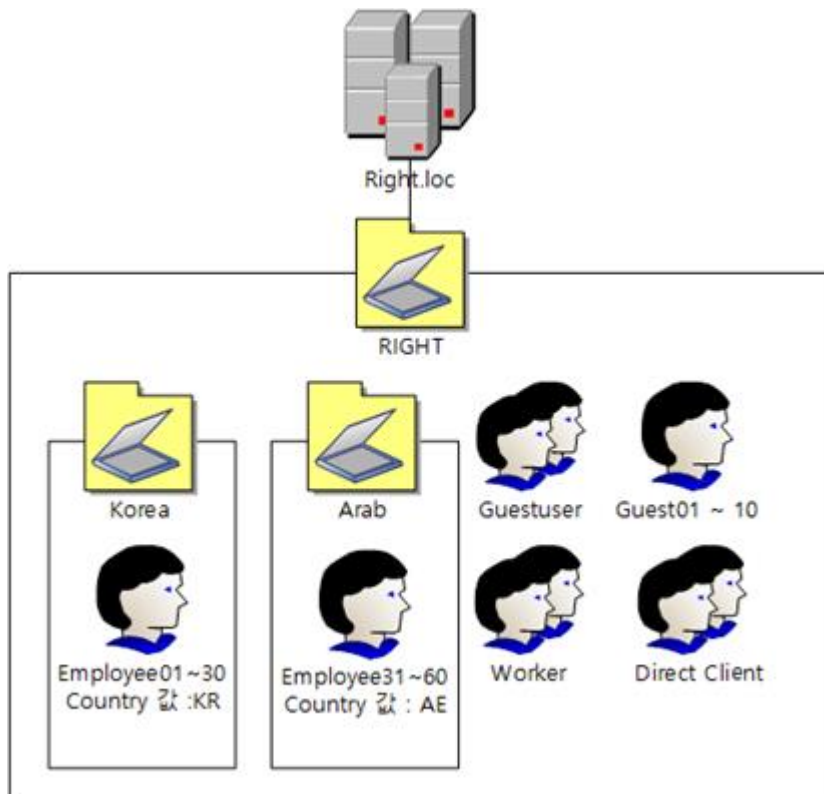 Right.loc
RIGHT
Korea
Arab
Guestuser
Guest01 ~ 10
Employee01~30
Country 값 :KR
Employee31~60
Country 값 : AE
Worker
Direct Client